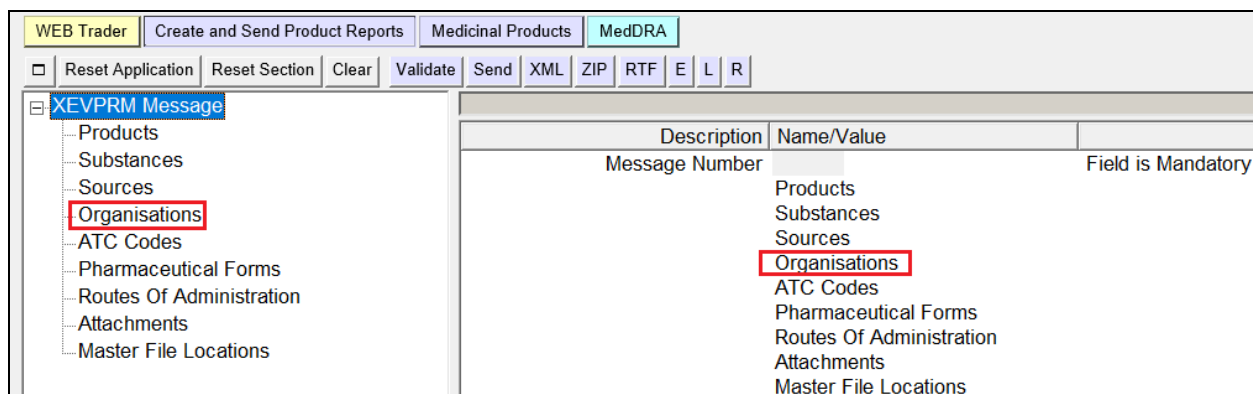 WEB Trader Create and Send Product Reports Medicinal Products MedDRA
Reset Application Reset Section Clear Validate Send XML ZIP RTF E L R
XEVPRM Message
Products
Substances
Sources
Organisations
ATC Codes
Pharmaceutical Forms
Routes Of Administration
Attachments
Master File Locations
Description Name/Value
Message Number Field is Mandatory
Products
Substances
Sources
Organisations
ATC Codes
Pharmaceutical Forms
Routes Of Administration
Attachments
Master File Locations